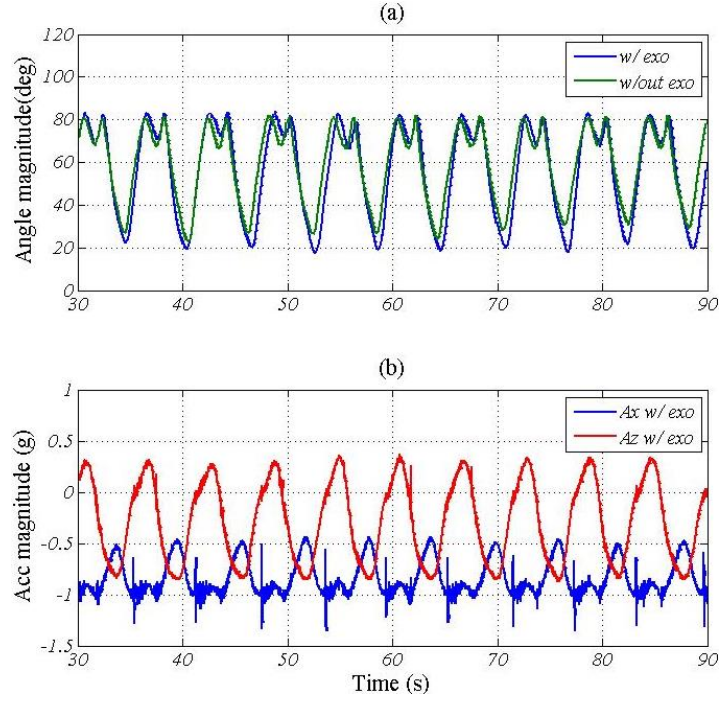 (a)
120
100
80
60
40
20
0
Angle magnitude(deg)
w/ exo
w/out exo
30 40 50 60 70 80 90
(b)
1
0.5
0
-0.5
-1
-1.5
Acc magnitude (g)
Ax w/ exo
Az w/ exo
30 40 50 60 70 80 90
Time (s)